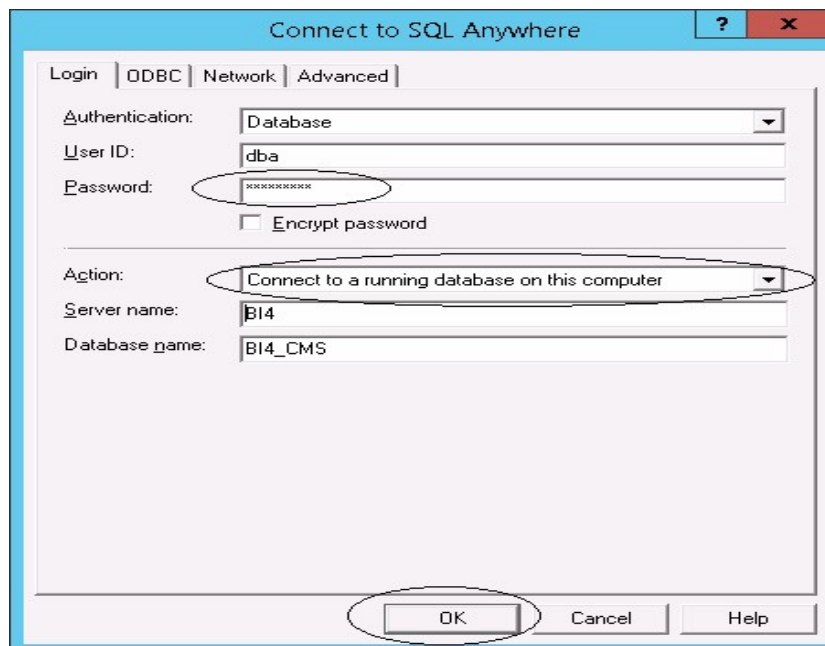 Connect to SQL Anywhere ? x
Login ODBC Network Advanced
Authentication: Database
User ID: dba
Password: *********
Encrypt password
Action: Connect to a running database on this computer
Server name: BI4
Database name: BI4_CMS
OK Cancel Help